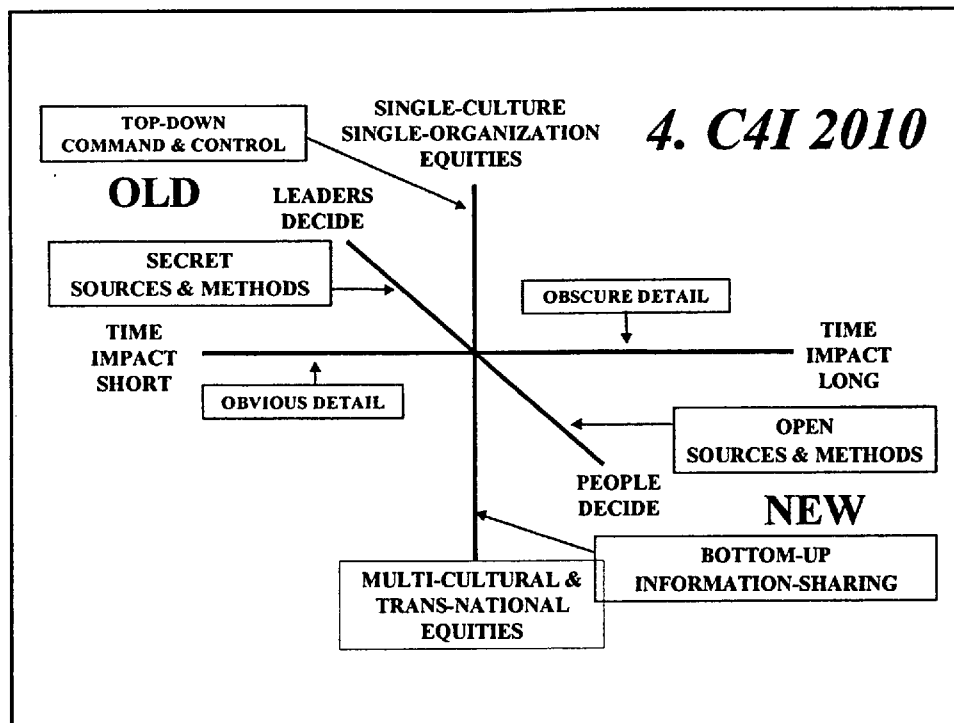 4. C4I 2010
SINGLE-CULTURE
SINGLE-ORGANIZATION
EQUITIES
TOP-DOWN
COMMAND & CONTROL
OLD
LEADERS
DECIDE
SECRET
SOURCES & METHODS
OBSCURE DETAIL
TIME
IMPACT
SHORT
TIME
IMPACT
LONG
OBVIOUS DETAIL
OPEN
SOURCES & METHODS
PEOPLE
DECIDE
NEW
BOTTOM-UP
INFORMATION-SHARING
MULTI-CULTURAL &
TRANS-NATIONAL
EQUITIES